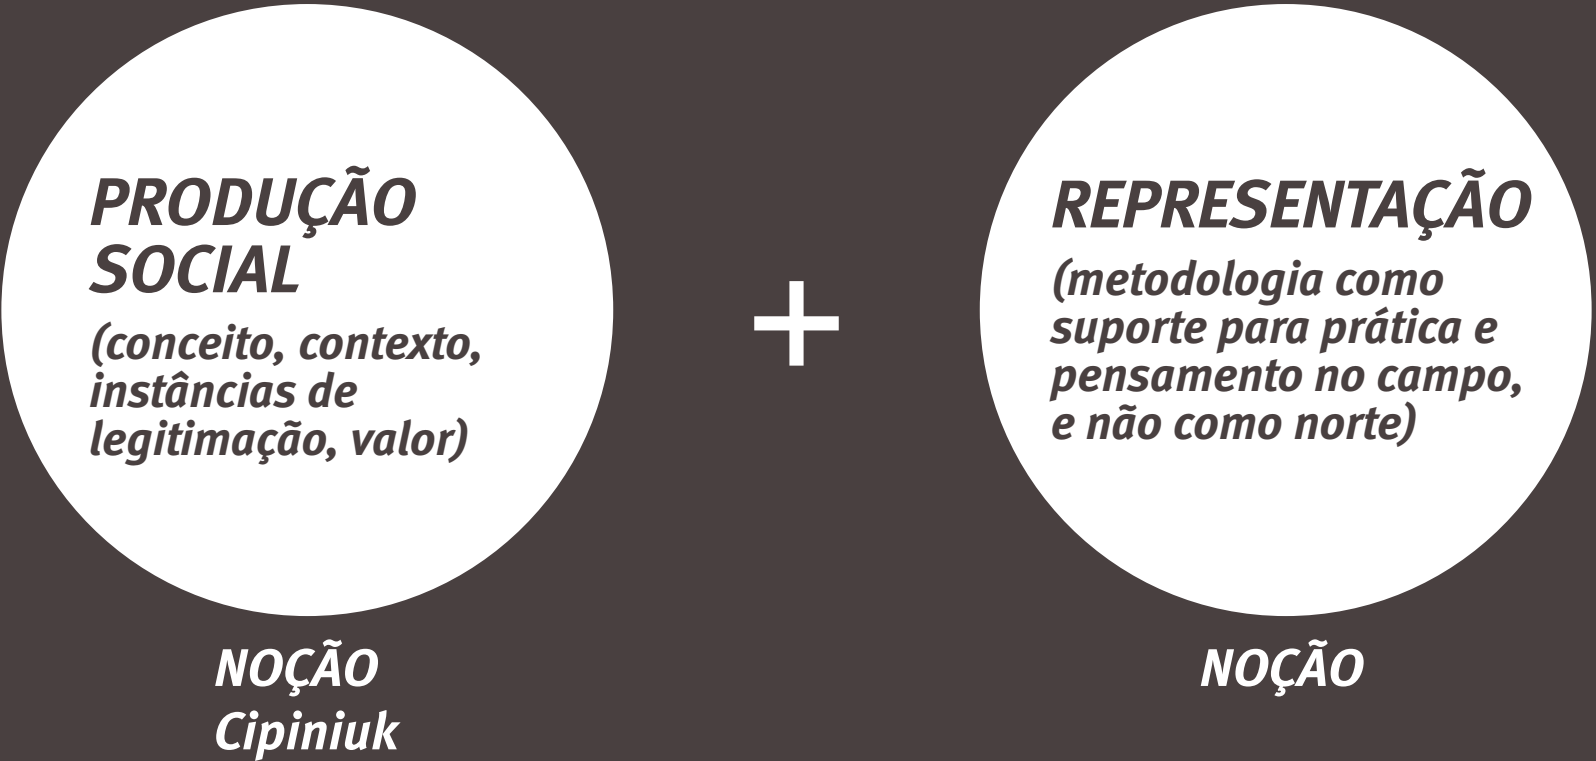 PRODUÇÃO
SOCIAL
(conceito, contexto,
instâncias de
legitimação, valor)
NOÇÃO
Cipiniuk
+
REPRESENTAÇÃO
(metodologia como
suporte para prática e
pensamento no campo,
e não como norte)
NOÇÃO